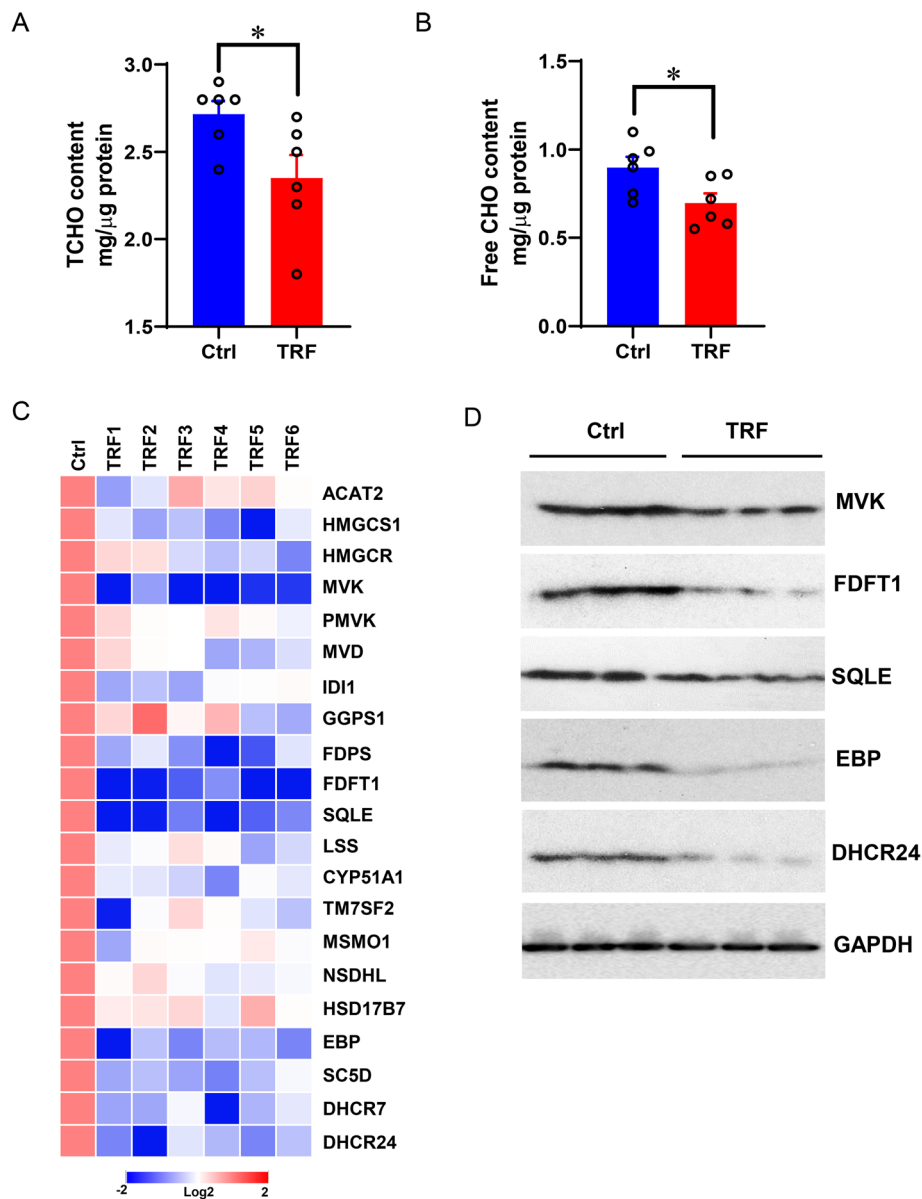 A
*
TCHO content
mg/μg protein
3.0
2.5
2.0
1.5
Ctrl
TRF
B
*
Free CHO content
mg/μg protein
1.5
1.0
0.5
0.0
Ctrl
TRF
C
Ctrl
TRF1
TRF2
TRF3
TRF4
TRF5
TRF6
ACAT2
HMGCS1
HMGCR
MVK
PMVK
MVD
IDI1
GGPS1
FDPS
FDFT1
SQLE
LSS
CYP51A1
TM7SF2
MSMO1
NSDHL
HSD17B7
EBP
SC5D
DHCR7
DHCR24
-2 Log2 2
D
Ctrl TRF
MVK
FDFT1
SQLE
EBP
DHCR24
GAPDH